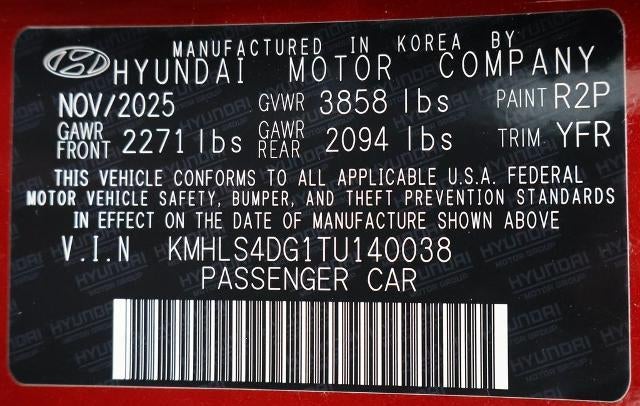 MANUFACTURED IN KOREA BY
HYUNDAI MOTOR COMPANY
NOV/2025 GVWR 3858 lbs PAINT R2P
GAWR FRONT 2271 lbs GAWR REAR 2094 lbs TRIM YFR
THIS VEHICLE CONFORMS TO ALL APPLICABLE U.S.A. FEDERAL
MOTOR VEHICLE SAFETY, BUMPER, AND THEFT PREVENTION STANDARDS
IN EFFECT ON THE DATE OF MANUFACTURE SHOWN ABOVE
V.I.N KMHLS4DG1TU140038
PASSENGER CAR